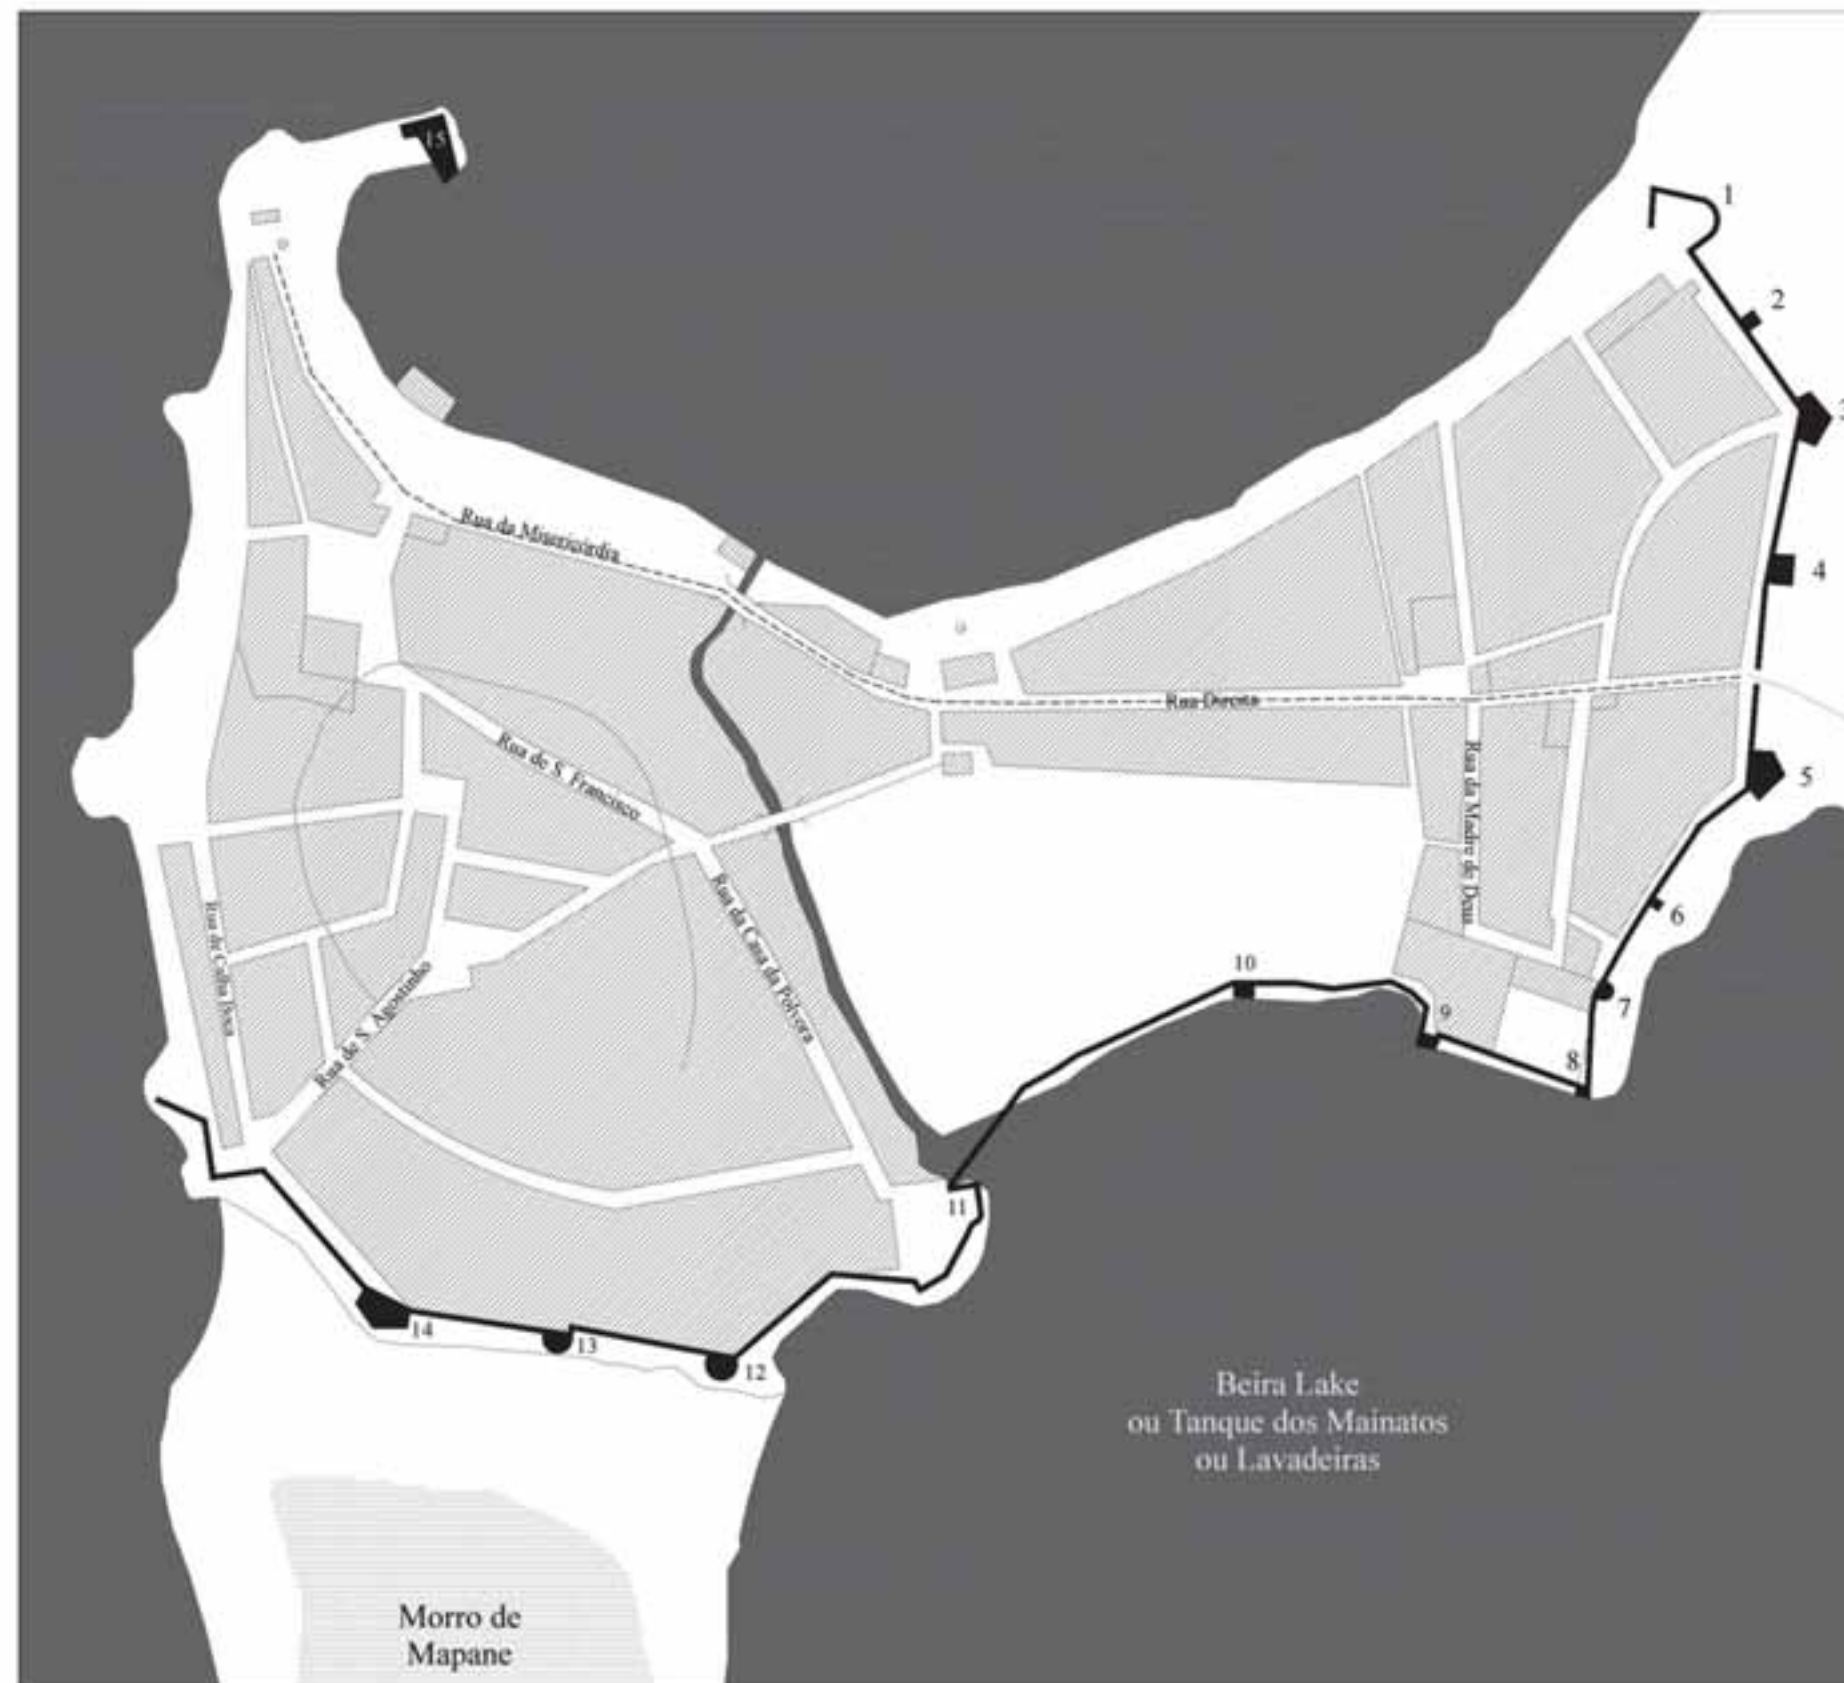 15
1
2
3
Rua da Misericórdia
4
Rua Direita
Rua de S. Francisco
Rua da Madre de Deus
5
Rua da Casa da Pólvora
6
Rua de S. Agostinho
10
7
9
8
11
14
13
12
Beira Lake
ou Tanque dos Mainatos
ou Lavadeiras
Morro de
Mapane